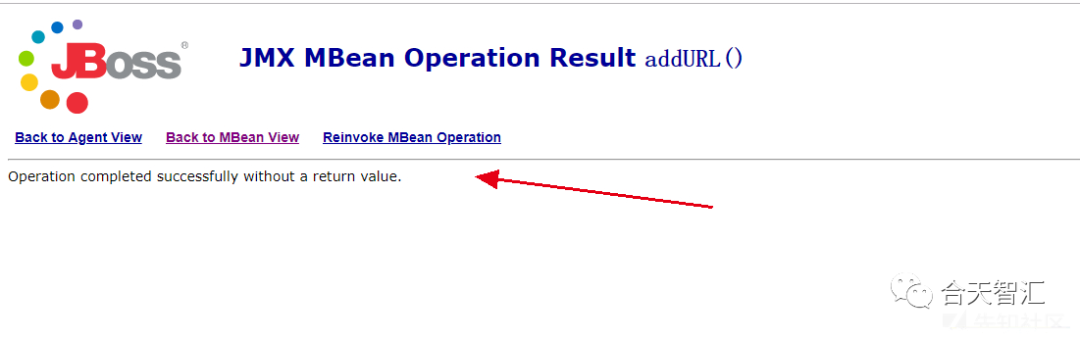 JBoss®
JMX MBean Operation Result addURL()
Back to Agent View Back to MBean View Reinvoke MBean Operation
Operation completed successfully without a return value.
合天智汇
先知社区